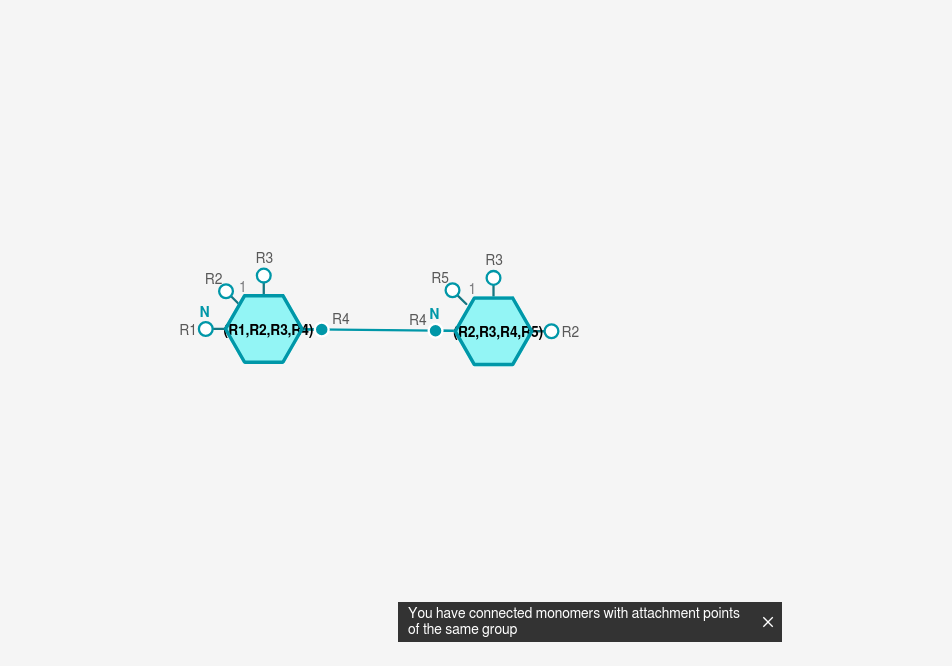 R3
R2
1
N
R1
(R1,R2,R3,R4)
R4
R3
R5
1
N
R4
(R2,R3,R4,R5)
R2
You have connected monomers with attachment points
of the same group